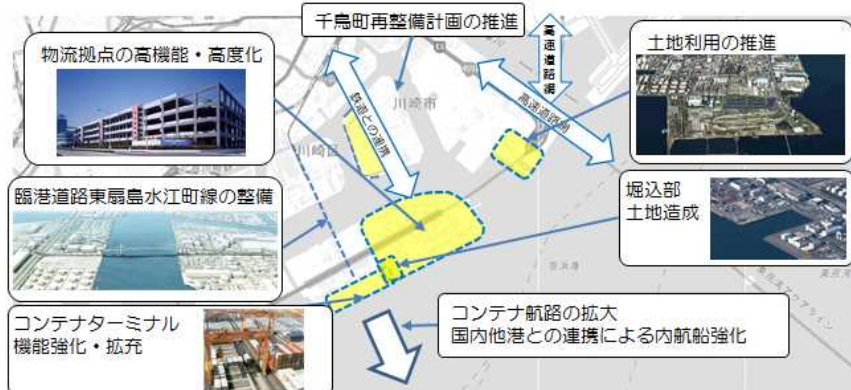 千鳥町再整備計画の推進
物流拠点の高機能・高度化
高速道路網
土地利用の推進
鉄道との連携
川崎市
高速道路網
川崎区
臨港道路東扇島水江町線の整備
堀込部
土地造成
コンテナターミナル
機能強化・拡充
コンテナ航路の拡大
国内他港との連携による内航船強化